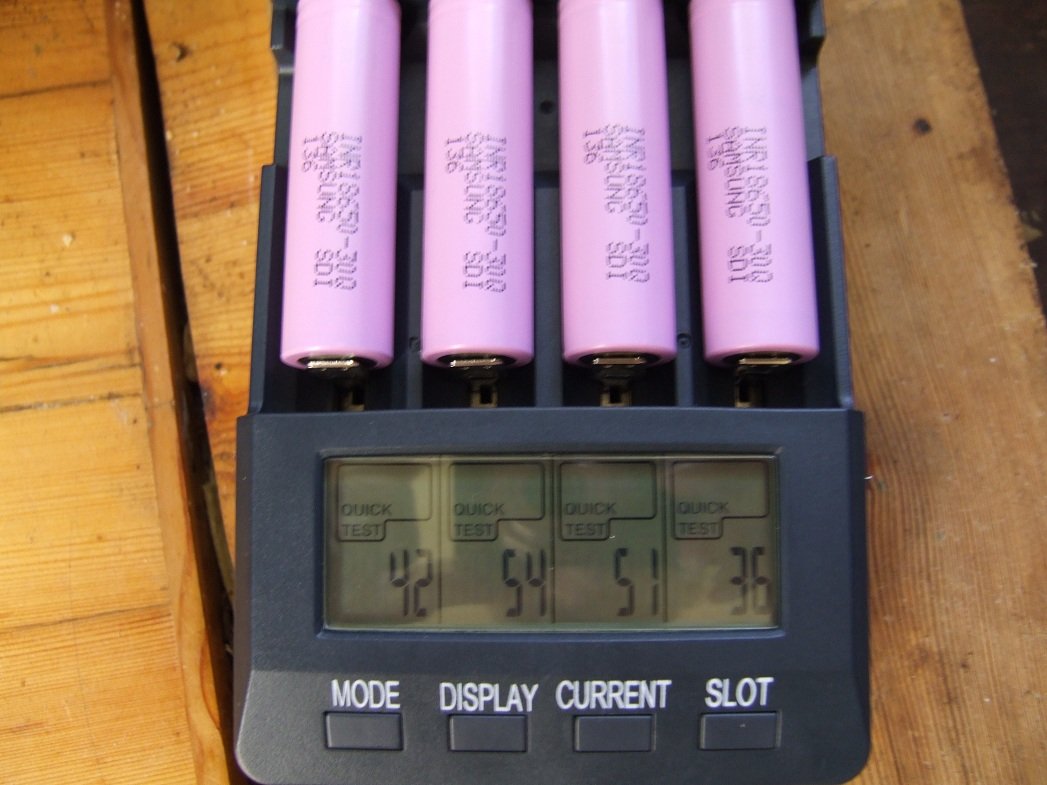 INR18650-30Q
SAMSUNG SDI
136
INR18650-30Q
SAMSUNG SDI
136
INR18650-30Q
SAMSUNG SDI
136
INR18650-30Q
SAMSUNG SDI
136
QUICK QUICK QUICK QUICK
TEST TEST TEST TEST
42 54 51 36
MODE DISPLAY CURRENT SLOT